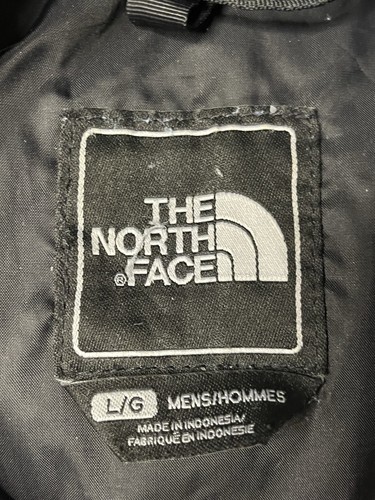 THE
NORTH
®FACE
L/G MENS/HOMMES
MADE IN INDONESIA/
FABRIQUÉ EN INDONESIE